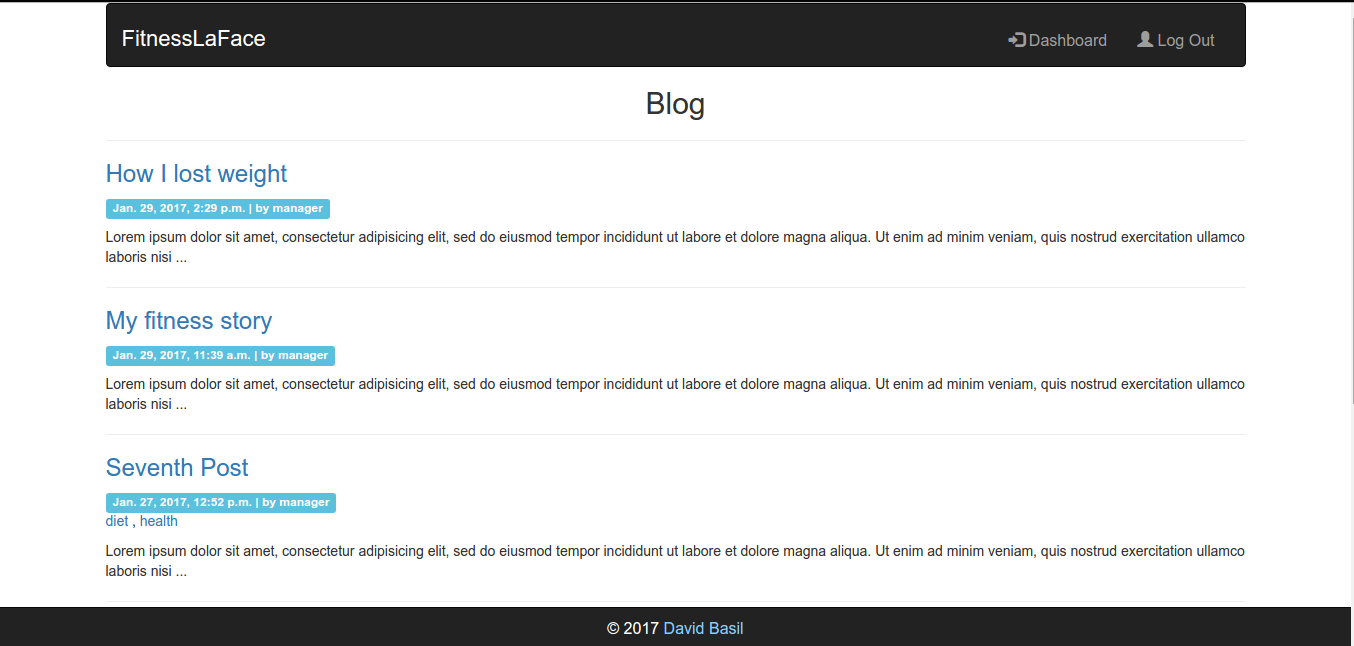 FitnessLaFace
Dashboard
Log Out
Blog
How I lost weight
Jan. 29, 2017, 2:29 p.m. | by manager
Lorem ipsum dolor sit amet, consectetur adipisicing elit, sed do eiusmod tempor incididunt ut labore et dolore magna aliqua. Ut enim ad minim veniam, quis nostrud exercitation ullamco
laboris nisi ...
My fitness story
Jan. 29, 2017, 11:39 a.m. | by manager
Lorem ipsum dolor sit amet, consectetur adipisicing elit, sed do eiusmod tempor incididunt ut labore et dolore magna aliqua. Ut enim ad minim veniam, quis nostrud exercitation ullamco
laboris nisi ...
Seventh Post
Jan. 27, 2017, 12:52 p.m. | by manager
diet , health
Lorem ipsum dolor sit amet, consectetur adipisicing elit, sed do eiusmod tempor incididunt ut labore et dolore magna aliqua. Ut enim ad minim veniam, quis nostrud exercitation ullamco
laboris nisi ...
© 2017 David Basil